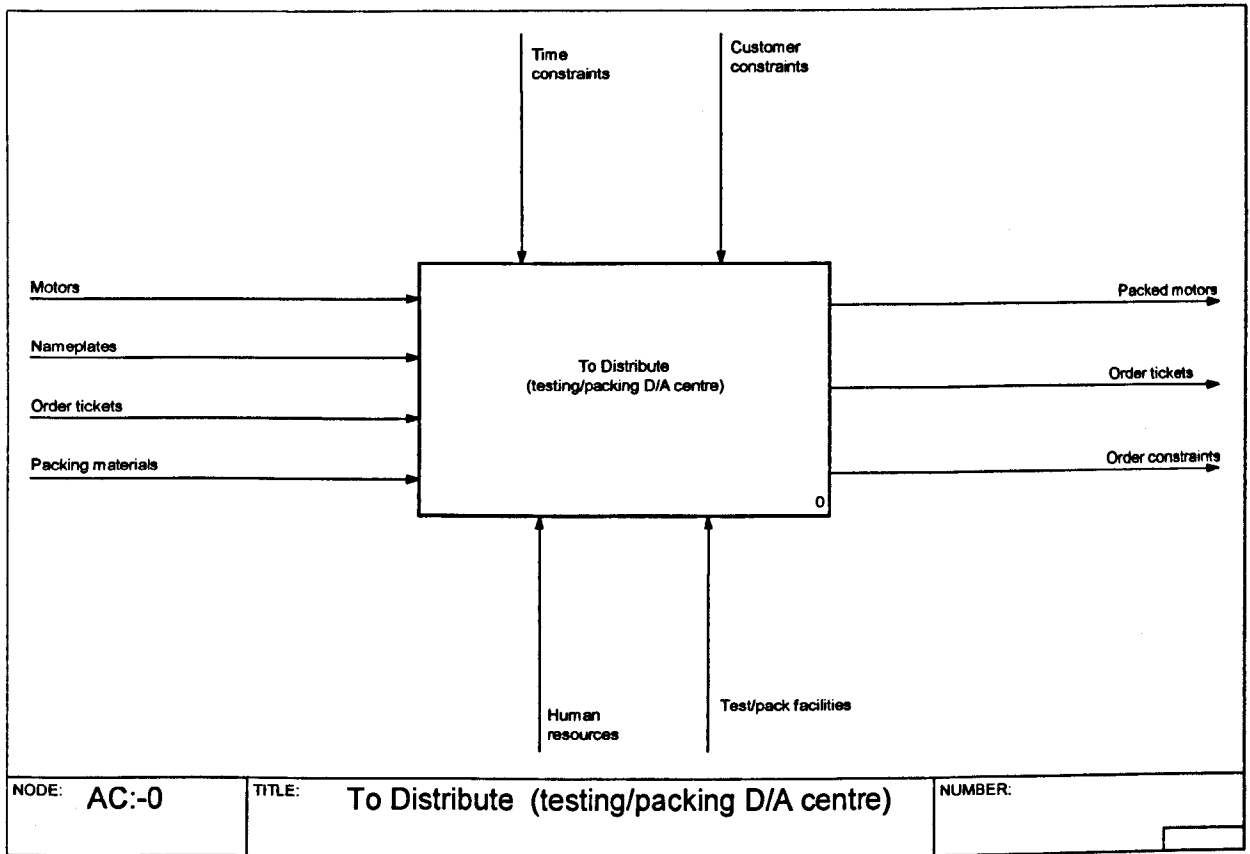 Time
constraints
Customer
constraints
Motors
Nameplates
Order tickets
Packing materials
To Distribute
(testing/packing D/A centre)
0
Packed motors
Order tickets
Order constraints
Human
resources
Test/pack facilities
NODE: AC:-0
TITLE: To Distribute (testing/packing D/A centre)
NUMBER: